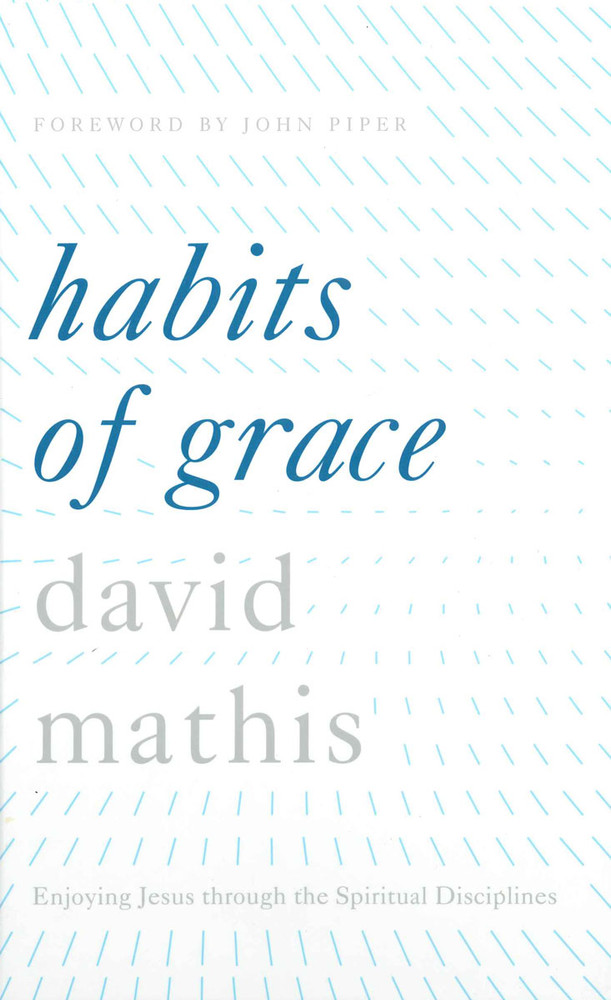 FOREWORD BY JOHN PIPER
habits
of grace
david
mathis
Enjoying Jesus through the Spiritual Disciplines